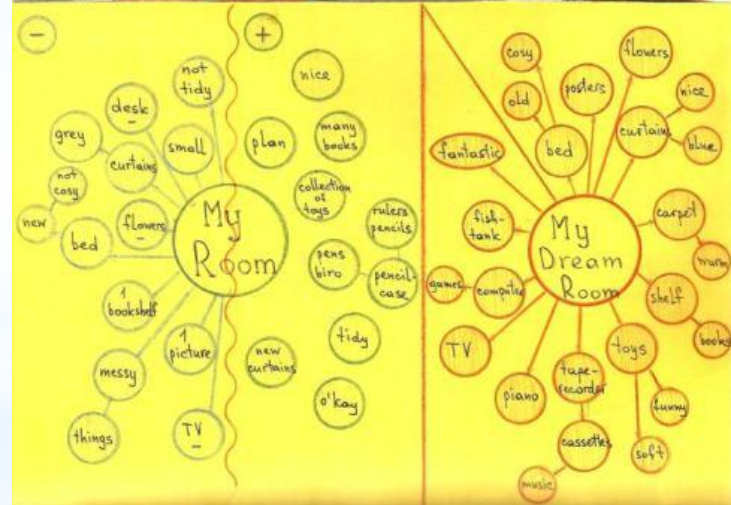 −
+
not
tidy
desk
−
grey
curtains
small
not
cosy
new
bed
flowers
−
My
Room
1
bookshelf
1
picture
messy
things
TV
−
nice
plan
many
books
collection
of
toys
rulers
pencils
pens
biro
pencil-
case
tidy
new
curtains
o'kay
cosy
old
bed
posters
flowers
nice
curtains
blue
fantastic
fish-
tank
My
Dream
Room
carpet
warm
games
computer
shelf
books
TV
piano
tape-
recorder
cassettes
music
toys
funny
soft